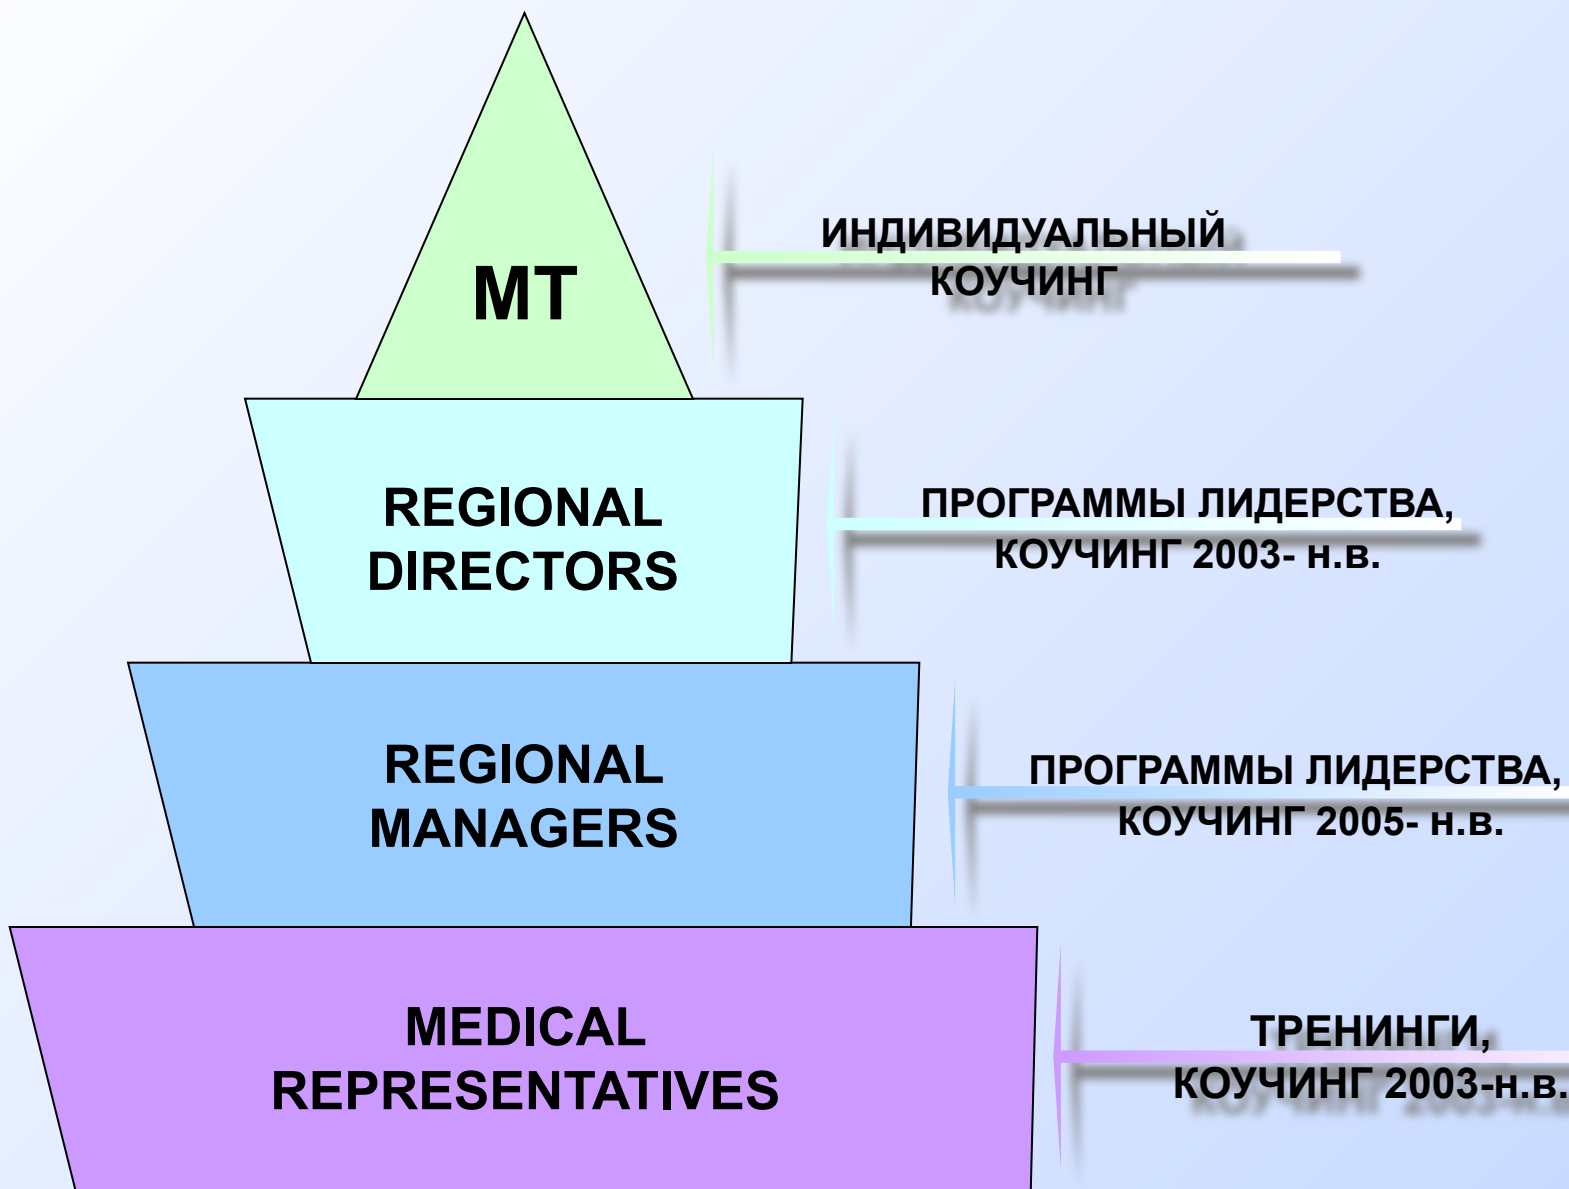 ИНДИВИДУАЛЬНЫЙ
КОУЧИНГ
MT
REGIONAL
DIRECTORS
ПРОГРАММЫ ЛИДЕРСТВА,
КОУЧИНГ 2003- н.в.
REGIONAL
MANAGERS
ПРОГРАММЫ ЛИДЕРСТВА,
КОУЧИНГ 2005- н.в.
MEDICAL
REPRESENTATIVES
ТРЕНИНГИ,
КОУЧИНГ 2003-н.в.